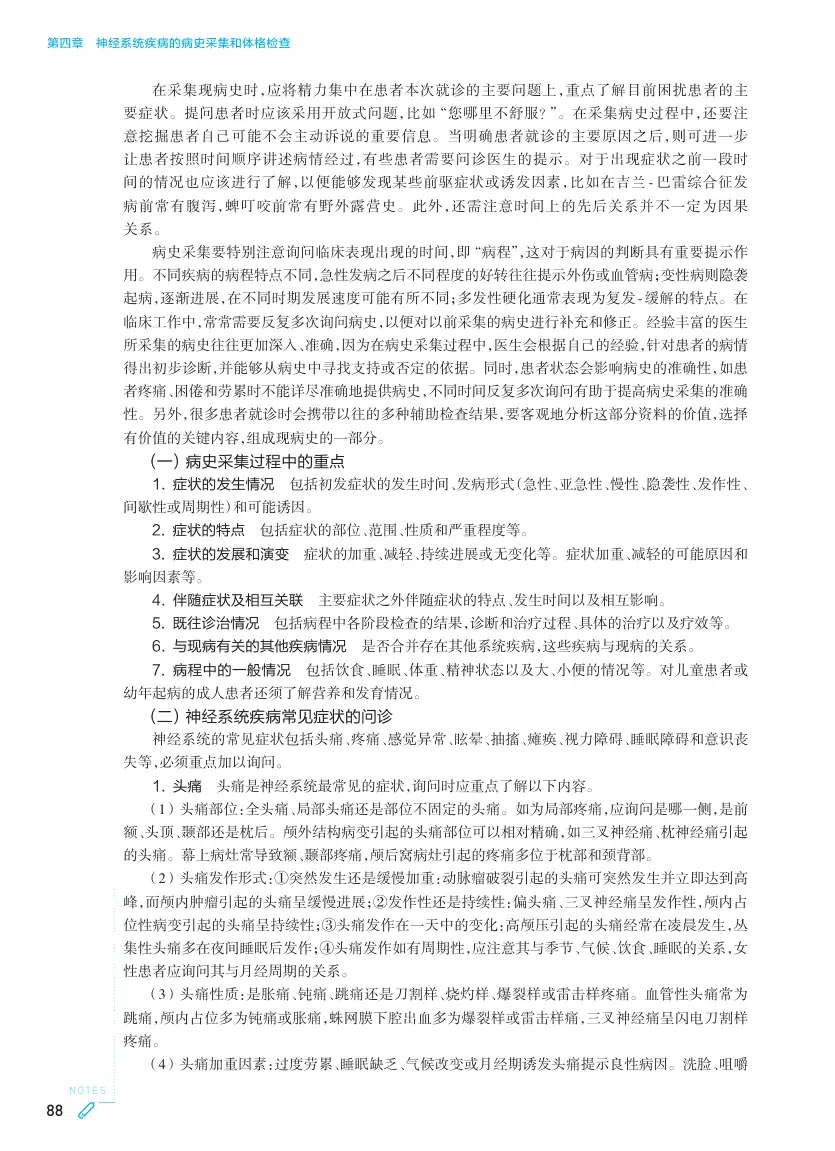 第四章 神经系统疾病的病史采集和体格检查
在采集现病史时,应将精力集中在患者本次就诊的主要问题上,重点了解目前困扰患者的主
要症状。提问患者时应该采用开放式问题,比如“您哪里不舒服?”。在采集病史过程中,还要注
意挖掘患者自己可能不会主动诉说的重要信息。当明确患者就诊的主要原因之后,则可进一步
让患者按照时间顺序讲述病情经过,有些患者需要问诊医生的提示。对于出现症状之前一段时
间的情况也应该进行了解,以便能够发现某些前驱症状或诱发因素,比如在吉兰-巴雷综合征发
病前常有腹泻,蜱叮咬前常有野外露营史。此外,还需注意时间上的先后关系并不一定为因果
关系。
病史采集要特别注意询问临床表现出现的时间,即“病程”,这对于病因的判断具有重要提示作
用。不同疾病的病程特点不同,急性发病之后不同程度的好转往往提示外伤或血管病;变性病则隐袭
起病,逐渐进展,在不同时期发展速度可能有所不同;多发性硬化通常表现为复发-缓解的特点。在
临床工作中,常常需要反复多次询问病史,以便对以前采集的病史进行补充和修正。经验丰富的医生
所采集的病史往往更加深入、准确,因为在病史采集过程中,医生会根据自己的经验,针对患者的病情
得出初步诊断,并能够从病史中寻找支持或否定的依据。同时,患者状态会影响病史的准确性,如患
者疼痛、困倦和劳累时不能详尽准确地提供病史,不同时间反复多次询问有助于提高病史采集的准确
性。另外,很多患者就诊时会携带以往的多种辅助检查结果,要客观地分析这部分资料的价值,选择
有价值的关键内容,组成现病史的一部分。
(一)病史采集过程中的重点
1. 症状的发生情况 包括初发症状的发生时间、发病形式(急性、亚急性、慢性、隐袭性、发作性、
间歇性或周期性)和可能诱因。
2. 症状的特点 包括症状的部位、范围、性质和严重程度等。
3. 症状的发展和演变 症状的加重、减轻、持续进展或无变化等。症状加重、减轻的可能原因和
影响因素等。
4. 伴随症状及相互关联 主要症状之外伴随症状的特点、发生时间以及相互影响。
5. 既往诊治情况 包括病程中各阶段检查的结果,诊断和治疗过程、具体的治疗以及疗效等。
6. 与现病有关的其他疾病情况 是否合并存在其他系统疾病,这些疾病与现病的关系。
7. 病程中的一般情况 包括饮食、睡眠、体重、精神状态以及大、小便的情况等。对儿童患者或
幼年起病的成人患者还须了解营养和发育情况。
(二)神经系统疾病常见症状的问诊
神经系统的常见症状包括头痛、疼痛、感觉异常、眩晕、抽搐、瘫痪、视力障碍、睡眠障碍和意识丧
失等,必须重点加以询问。
1. 头痛 头痛是神经系统最常见的症状,询问时应重点了解以下内容。
(1)头痛部位:全头痛、局部头痛还是部位不固定的头痛。如为局部疼痛,应询问是哪一侧,是前
额、头顶、颞部还是枕后。颅外结构病变引起的头痛部位可以相对精确,如三叉神经痛、枕神经痛引起
的头痛。幕上病灶常导致额、颞部疼痛,颅后窝病灶引起的疼痛多位于枕部和颈背部。
(2)头痛发作形式:①突然发生还是缓慢加重:动脉瘤破裂引起的头痛可突然发生并立即达到高
峰,而颅内肿瘤引起的头痛呈缓慢进展;②发作性还是持续性:偏头痛、三叉神经痛呈发作性,颅内占
位性病变引起的头痛呈持续性;③头痛发作在一天中的变化:高颅压引起的头痛经常在凌晨发生,丛
集性头痛多在夜间睡眠后发作;④头痛发作如有周期性,应注意其与季节、气候、饮食、睡眠的关系,女
性患者应询问其与月经周期的关系。
(3)头痛性质:是胀痛、钝痛、跳痛还是刀割样、烧灼样、爆裂样或雷击样疼痛。血管性头痛常为
跳痛,颅内占位多为钝痛或胀痛,蛛网膜下腔出血多为爆裂样或雷击样痛,三叉神经痛呈闪电刀割样
疼痛。
(4)头痛加重因素:过度劳累、睡眠缺乏、气候改变或月经期诱发头痛提示良性病因。洗脸、咀嚼
NOTES
88